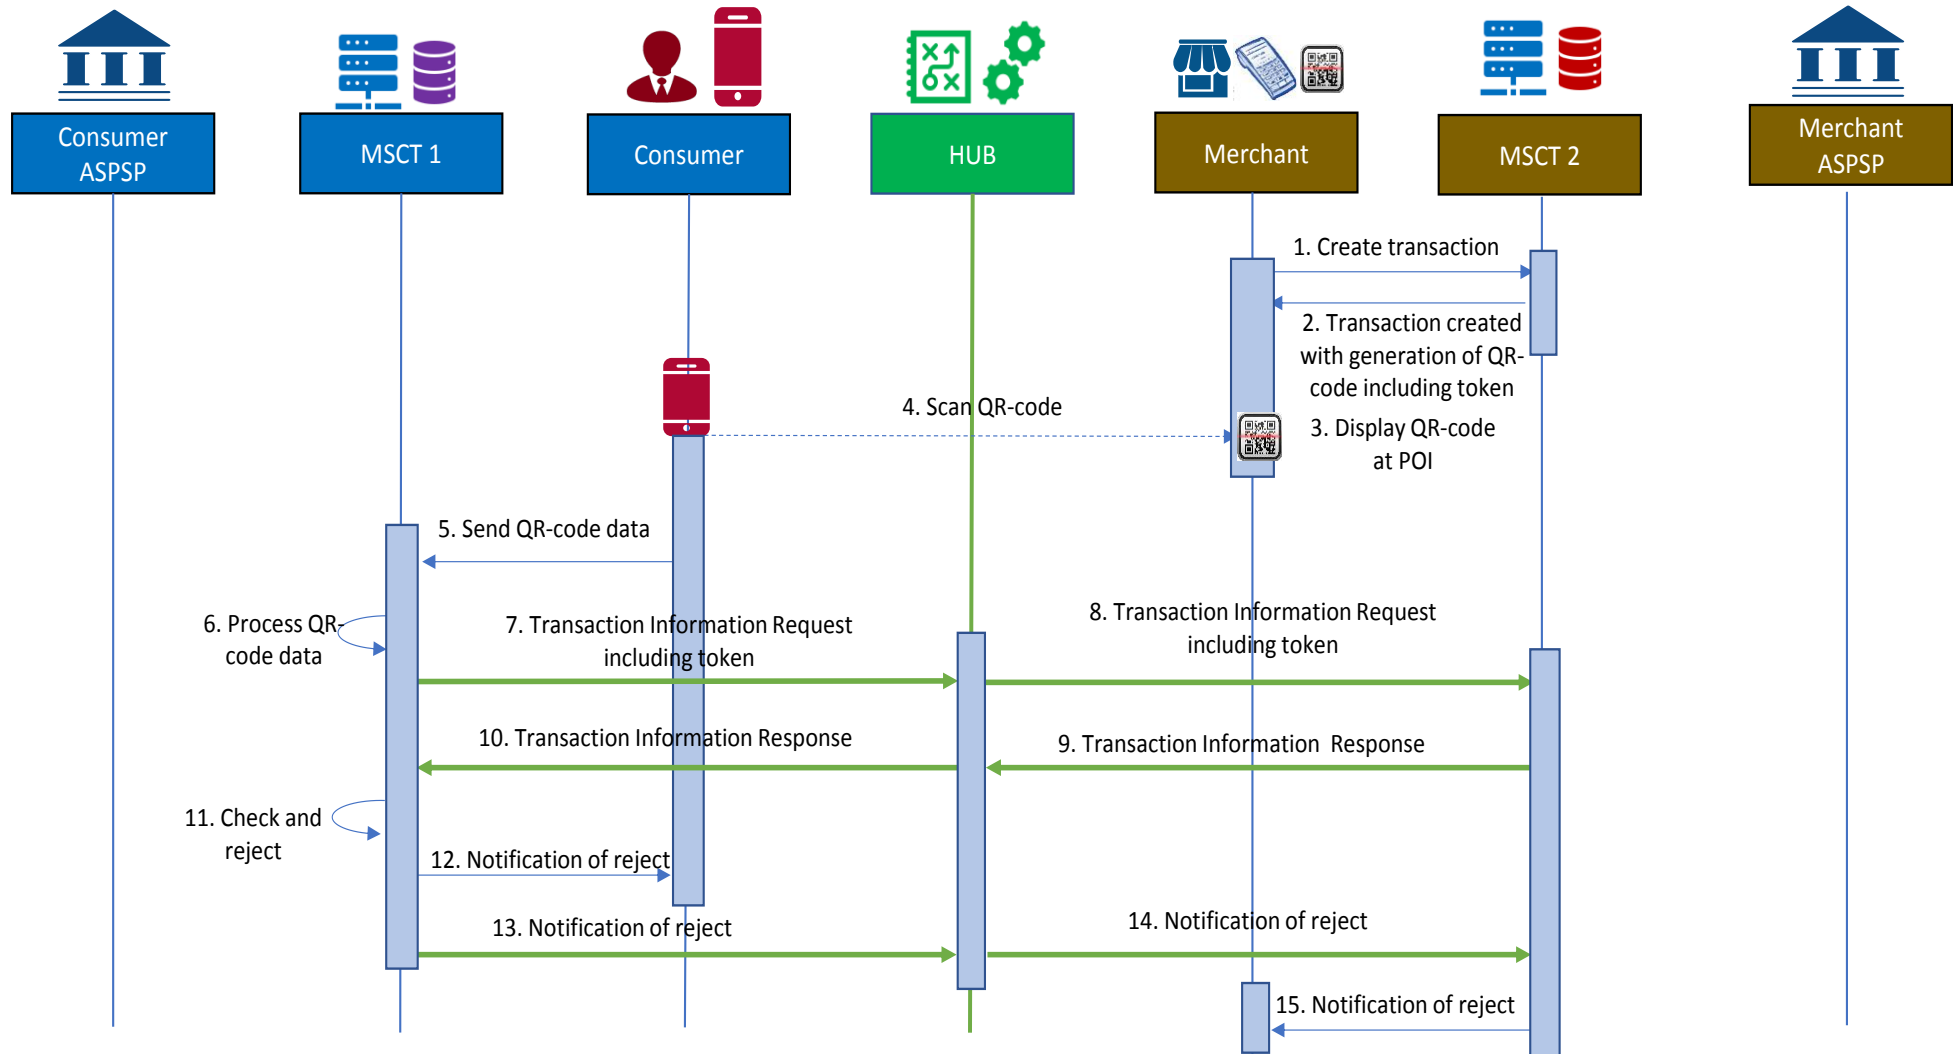 Consumer
ASPSP
MSCT 1
Consumer
HUB
Merchant
MSCT 2
Merchant
ASPSP
1. Create transaction
2. Transaction created
with generation of QR-
code including token
4. Scan QR-code
3. Display QR-code
at POI
5. Send QR-code data
6. Process QR-
code data
7. Transaction Information Request
including token
8. Transaction Information Request
including token
10. Transaction Information Response
9. Transaction Information  Response
11. Check and
reject
12. Notification of reject
13. Notification of reject
14. Notification of reject
15. Notification of reject